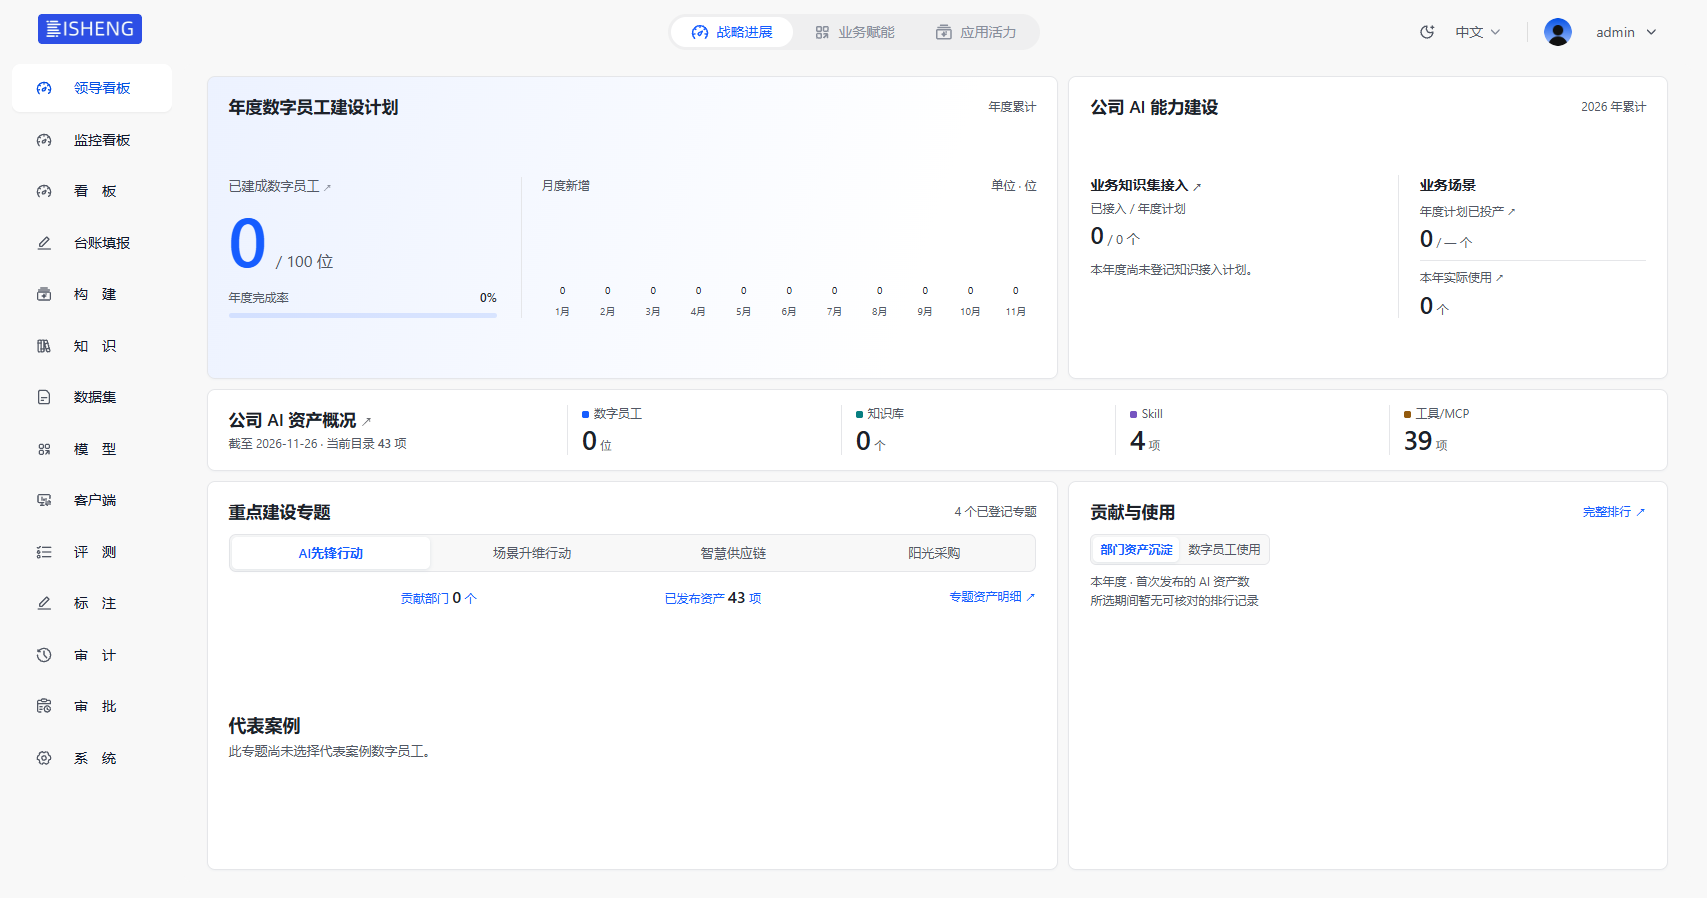 ISHENG
战略进展
业务赋能
应用活力
中文
admin
领导看板
监控看板
看 板
台账填报
构 建
知 识
数据集
模 型
客户端
评 测
标 注
审 计
审 批
系 统
年度数字员工建设计划
年度累计
已建成数字员工 ↗
0 / 100 位
年度完成率 0%
月度新增 单位 · 位
0 0 0 0 0 0 0 0 0 0 0
1月 2月 3月 4月 5月 6月 7月 8月 9月 10月 11月
公司 AI 能力建设
2026 年累计
业务知识集接入 ↗
已接入 / 年度计划
0 / 0 个
本年度尚未登记知识接入计划。
业务场景
年度计划已投产 ↗
0 / — 个
本年实际使用 ↗
0 个
公司 AI 资产概况 ↗
截至 2026-11-26 · 当前目录 43 项
数字员工
0 位
知识库
0 个
Skill
4 项
工具/MCP
39 项
重点建设专题
4 个已登记专题
AI先锋行动
场景升维行动
智慧供应链
阳光采购
贡献部门 0 个
已发布资产 43 项
专题资产明细 ↗
代表案例
此专题尚未选择代表案例数字员工。
贡献与使用
完整排行 ↗
部门资产沉淀
数字员工使用
本年度 · 首次发布的 AI 资产数
所选期间暂无可核对的排行记录